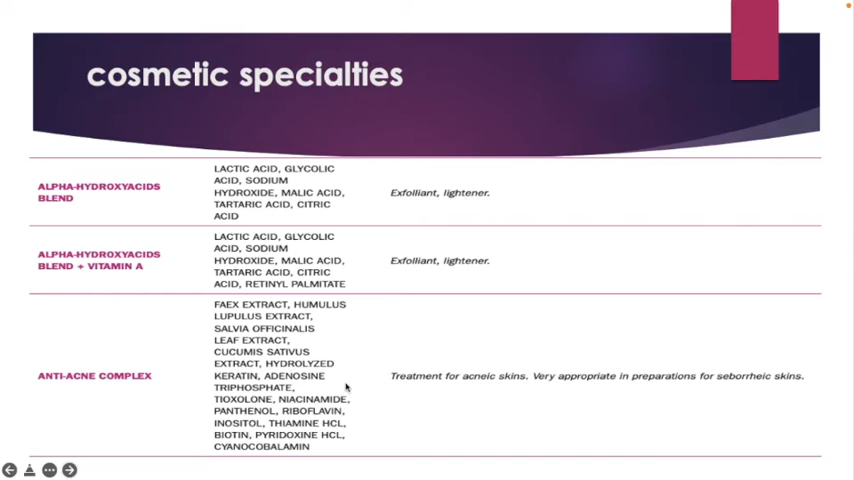 cosmetic specialties
ALPHA-HYDROXYACIDS
BLEND
LACTIC ACID, GLYCOLIC
ACID, SODIUM
HYDROXIDE, MALIC ACID,
TARTARIC ACID, CITRIC
ACID
Exfolliant, lightener.
ALPHA-HYDROXYACIDS
BLEND + VITAMIN A
LACTIC ACID, GLYCOLIC
ACID, SODIUM
HYDROXIDE, MALIC ACID,
TARTARIC ACID, CITRIC
ACID, RETINYL PALMITATE
Exfolliant, lightener.
ANTI-ACNE COMPLEX
FAEX EXTRACT, HUMULUS
LUPULUS EXTRACT,
SALVIA OFFICINALIS
LEAF EXTRACT,
CUCUMIS SATIVUS
EXTRACT, HYDROLYZED
KERATIN, ADENOSINE
TRIPHOSPHATE,
TIOXOLONE, NIACINAMIDE,
PANTHENOL, RIBOFLAVIN,
INOSITOL, THIAMINE HCL,
BIOTIN, PYRIDOXINE HCL,
CYANOCOBALAMIN
Treatment for acneic skins. Very appropriate in preparations for seborrheic skins.